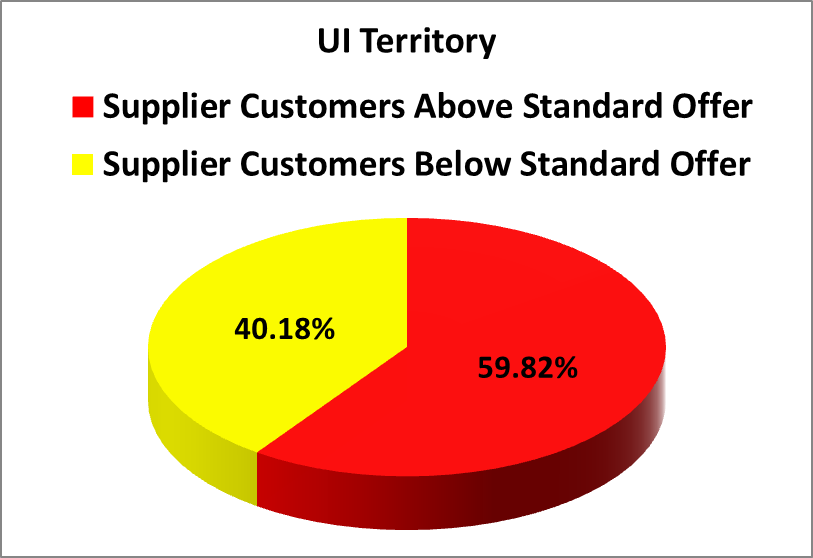 UI Territory
Supplier Customers Above Standard Offer
Supplier Customers Below Standard Offer
40.18%
59.82%